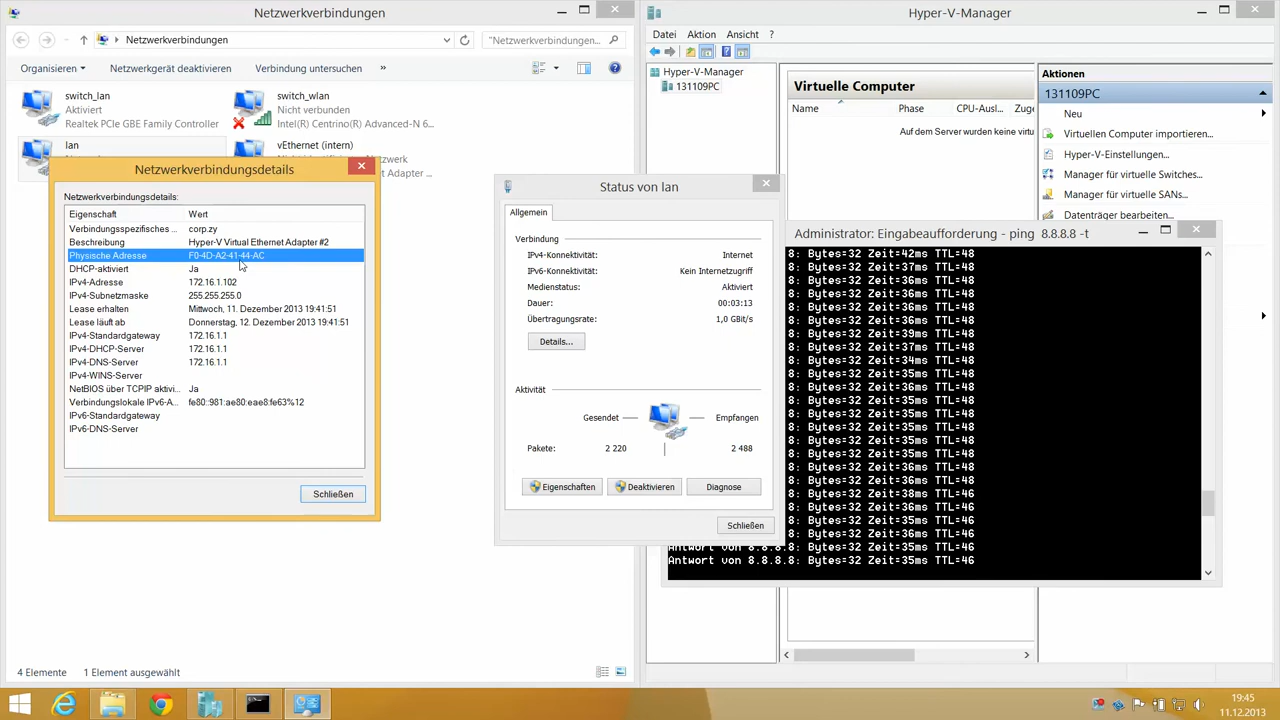 Netzwerkverbindungen
Netzwerkverbindungen
"Netzwerkverbindungen...
Organisieren
Netzwerkgerät deaktivieren
Verbindung untersuchen
»
switch_lan
Aktiviert
Realtek PCIe GBE Family Controller
switch_wlan
Nicht verbunden
Intel(R) Centrino(R) Advanced-N 6...
lan
vEthernet (intern)
Netzwerkverbindungsdetails
Netzwerkverbindungsdetails:
Eigenschaft Wert
Verbindungsspezifisches ... corp.zy
Beschreibung Hyper-V Virtual Ethernet Adapter #2
Physische Adresse F0-4D-A2-41-44-AC
DHCP-aktiviert Ja
IPv4-Adresse 172.16.1.102
IPv4-Subnetzmaske 255.255.255.0
Lease erhalten Mittwoch, 11. Dezember 2013 19:41:51
Lease läuft ab Donnerstag, 12. Dezember 2013 19:41:51
IPv4-Standardgateway 172.16.1.1
IPv4-DHCP-Server 172.16.1.1
IPv4-DNS-Server 172.16.1.1
IPv4-WINS-Server
NetBIOS über TCPIP aktivi... Ja
Verbindungslokale IPv6-A... fe80::981:ae80:eae8:fe63%12
IPv6-Standardgateway
IPv6-DNS-Server
Schließen
4 Elemente 1 Element ausgewählt
Status von lan
Allgemein
Verbindung
IPv4-Konnektivität: Internet
IPv6-Konnektivität: Kein Internetzugriff
Medienstatus: Aktiviert
Dauer: 00:03:13
Übertragungsrate: 1,0 GBit/s
Details...
Aktivität
Gesendet Empfangen
Pakete: 2 220 2 488
Eigenschaften Deaktivieren Diagnose
Schließen
Hyper-V-Manager
Datei Aktion Ansicht ?
Hyper-V-Manager
131109PC
Virtuelle Computer
Name Phase CPU-Ausl... Zuge
Auf dem Server wurden keine virtu
Aktionen
131109PC
Neu
Virtuellen Computer importieren...
Hyper-V-Einstellungen...
Manager für virtuelle Switches...
Manager für virtuelle SANs...
Datenträger bearbeiten...
Administrator: Eingabeaufforderung - ping 8.8.8.8 -t
8: Bytes=32 Zeit=42ms TTL=48
8: Bytes=32 Zeit=37ms TTL=48
8: Bytes=32 Zeit=36ms TTL=48
8: Bytes=32 Zeit=36ms TTL=48
8: Bytes=32 Zeit=36ms TTL=48
8: Bytes=32 Zeit=36ms TTL=48
8: Bytes=32 Zeit=39ms TTL=48
8: Bytes=32 Zeit=37ms TTL=48
8: Bytes=32 Zeit=34ms TTL=48
8: Bytes=32 Zeit=35ms TTL=48
8: Bytes=32 Zeit=36ms TTL=48
8: Bytes=32 Zeit=35ms TTL=48
8: Bytes=32 Zeit=35ms TTL=48
8: Bytes=32 Zeit=35ms TTL=48
8: Bytes=32 Zeit=35ms TTL=48
8: Bytes=32 Zeit=35ms TTL=48
8: Bytes=32 Zeit=36ms TTL=48
8: Bytes=32 Zeit=36ms TTL=48
8: Bytes=32 Zeit=38ms TTL=46
8: Bytes=32 Zeit=36ms TTL=46
8: Bytes=32 Zeit=35ms TTL=46
8: Bytes=32 Zeit=36ms TTL=46
Antwort von 8.8.8.8: Bytes=32 Zeit=35ms TTL=46
Antwort von 8.8.8.8: Bytes=32 Zeit=35ms TTL=46
19:45
11.12.2013